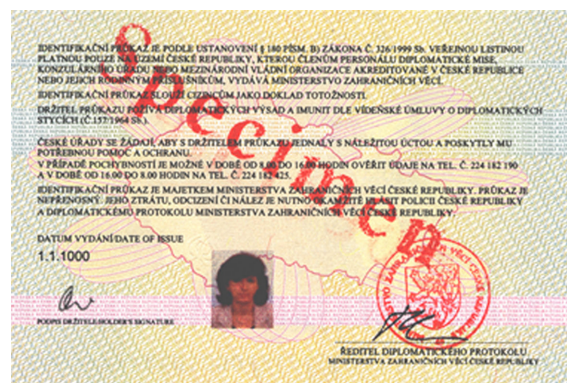 IDENTIFIKAČNÍ PRŮKAZ JE PODLE USTANOVENÍ § 180 PÍSM. B) ZÁKONA Č. 326/1999 Sb. VEŘEJNOU LISTINOU
PLATNOU POUZE NA ÚZEMÍ ČESKÉ REPUBLIKY, KTEROU ČLENŮM PERSONÁLU DIPLOMATICKÉ MISE,
KONZULÁRNÍHO ÚŘADU NEBO MEZINÁRODNÍ VLÁDNÍ ORGANIZACE AKREDITOVANÉ V ČESKÉ REPUBLICE
NEBO JEJICH RODINNÝM PŘÍSLUŠNÍKŮM, VYDÁVÁ MINISTERSTVO ZAHRANIČNÍCH VĚCÍ.
IDENTIFIKAČNÍ PRŮKAZ SLOUŽÍ CIZINCŮM JAKO DOKLAD TOTOŽNOSTI.
DRŽITEL PRŮKAZU POŽÍVÁ DIPLOMATICKÝCH VÝSAD A IMUNIT DLE VÍDEŇSKÉ ÚMLUVY O DIPLOMATICKÝCH
STYCÍCH (Č.157/1964 Sb.).
ČESKÉ ÚŘADY SE ŽÁDAJÍ, ABY S DRŽITELEM PRŮKAZU JEDNALY S NÁLEŽITOU ÚCTOU A POSKYTLY MU
POTŘEBNOU POMOC A OCHRANU.
V PŘÍPADĚ POCHYBNOSTÍ JE MOŽNÉ V DOBĚ OD 8.00 DO 16.00 HODIN OVĚŘIT ÚDAJE NA TEL. Č. 224 182 190
A V DOBĚ OD 16.00 DO 8.00 HODIN NA TEL. Č. 224 182 425.
IDENTIFIKAČNÍ PRŮKAZ JE MAJETKEM MINISTERSTVA ZAHRANIČNÍCH VĚCÍ ČESKÉ REPUBLIKY. PRŮKAZ JE
NEPŘENOSNÝ. JEHO ZTRÁTU, ODCIZENÍ ČI NÁLEZ JE NUTNO OKAMŽITĚ HLÁSIT POLICII ČESKÉ REPUBLIKY
A DIPLOMATICKÉMU PROTOKOLU MINISTERSTVA ZAHRANIČNÍCH VĚCÍ ČESKÉ REPUBLIKY.
Specimen
DATUM VYDÁNÍ/DATE OF ISSUE
1.1.1000
PODPIS DRŽITELE/HOLDER'S SIGNATURE
ŘEDITEL DIPLOMATICKÉHO PROTOKOLU
MINISTERSTVA ZAHRANIČNÍCH VĚCÍ ČESKÉ REPUBLIKY